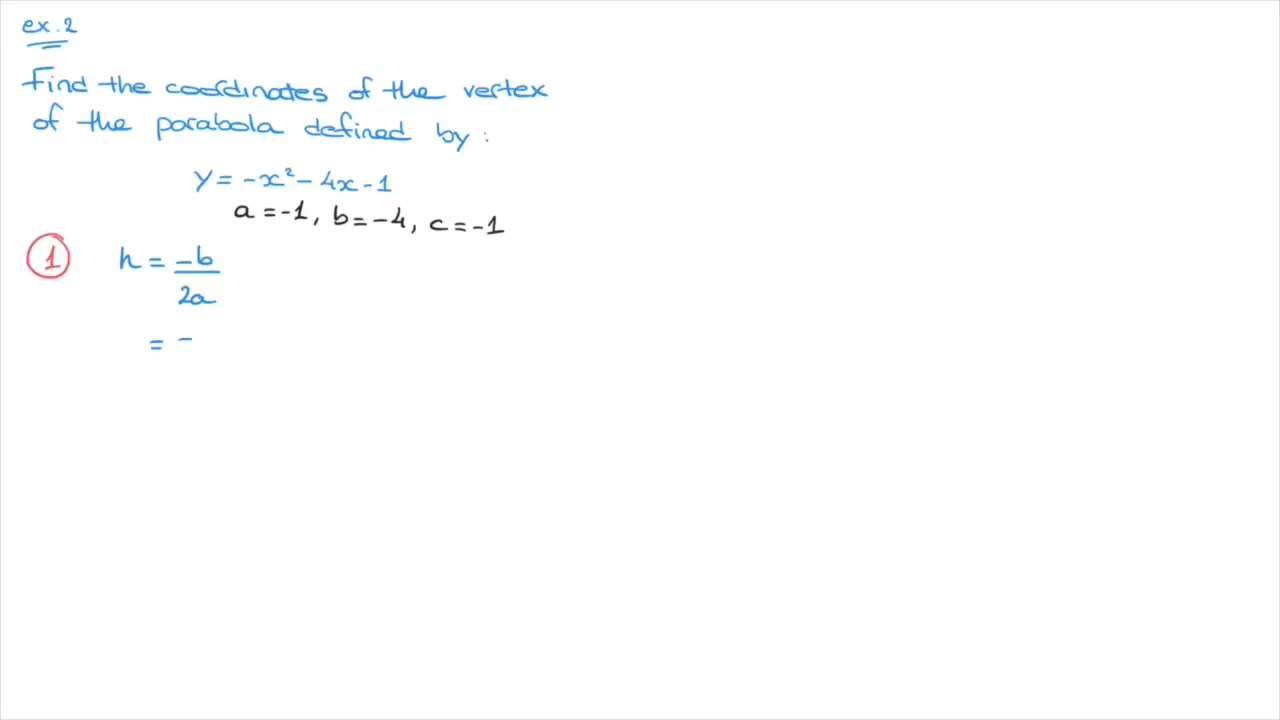 ex.2
Find the coordinates of the vertex
of the parabola defined by:
y = -x² - 4x - 1
a = -1, b = -4, c = -1
1 h = -b
2a
= -